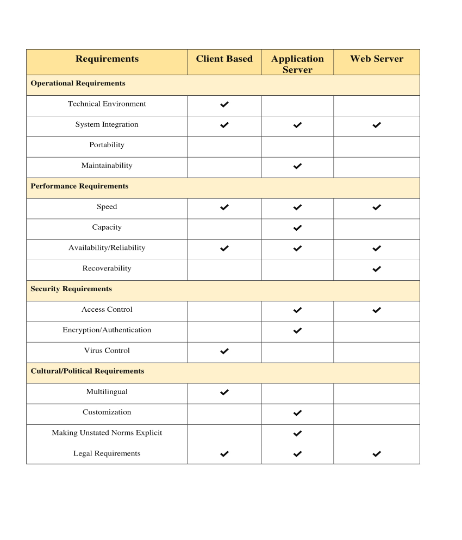 Requirements Client Based Application Server Web Server
Operational Requirements
Technical Environment ✔
System Integration ✔ ✔ ✔
Portability
Maintainability ✔
Performance Requirements
Speed ✔ ✔ ✔
Capacity ✔
Availability/Reliability ✔ ✔ ✔
Recoverability ✔
Security Requirements
Access Control ✔ ✔
Encryption/Authentication ✔
Virus Control ✔
Cultural/Political Requirements
Multilingual ✔
Customization ✔
Making Unstated Norms Explicit ✔
Legal Requirements ✔ ✔ ✔